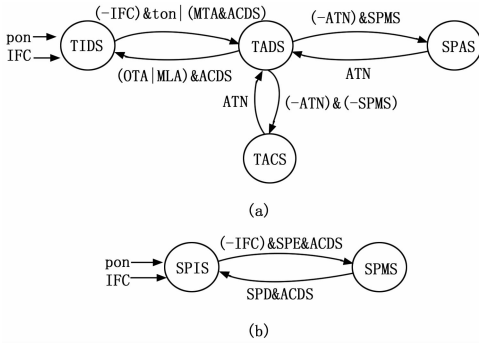 (-IFC)&ton|(MTA&ACDS)
(-ATN)&SPMS
pon
IFC
TIDS
TADS
SPAS
(OTA|MLA)&ACDS
ATN
ATN
(-ATN)&(-SPMS)
TACS
(a)
(-IFC)&SPE&ACDS
pon
IFC
SPIS
SPMS
SPD&ACDS
(b)